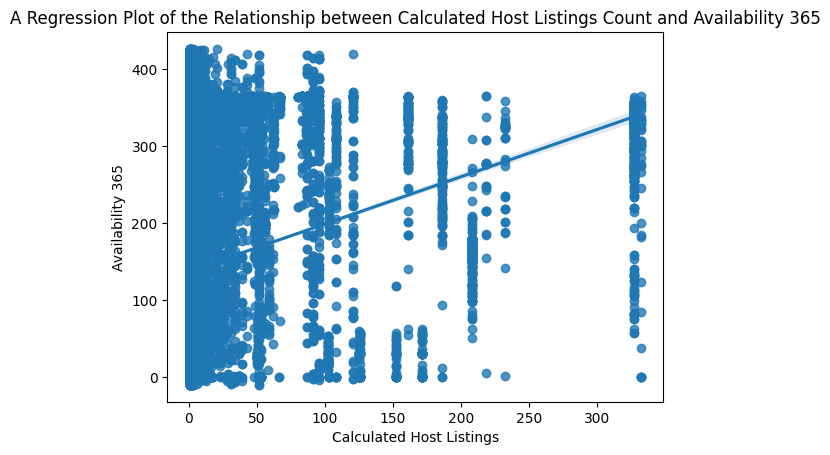 A Regression Plot of the Relationship between Calculated Host Listings Count and Availability 365
400
300
200
100
0
Availability 365
0 50 100 150 200 250 300
Calculated Host Listings